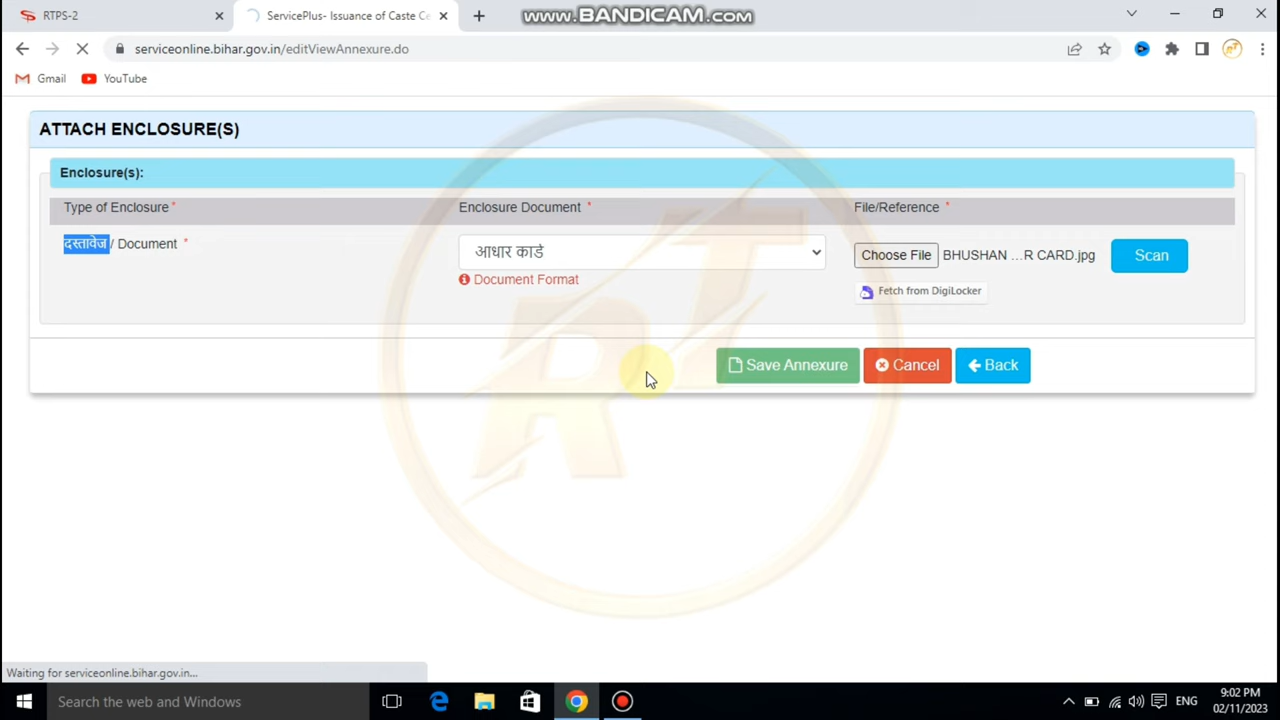 RTPS-2
ServicePlus- Issuance of Caste Ce
www.BANDICAM.com
serviceonline.bihar.gov.in/editViewAnnexure.do
Gmail
YouTube
ATTACH ENCLOSURE(S)
Enclosure(s):
Type of Enclosure *
Enclosure Document *
File/Reference *
दस्तावेज / Document *
आधार कार्ड
Choose File
BHUSHAN ...R CARD.jpg
Scan
Document Format
Fetch from DigiLocker
Save Annexure
Cancel
Back
RT
Waiting for serviceonline.bihar.gov.in...
Search the web and Windows
ENG
9:02 PM
02/11/2023